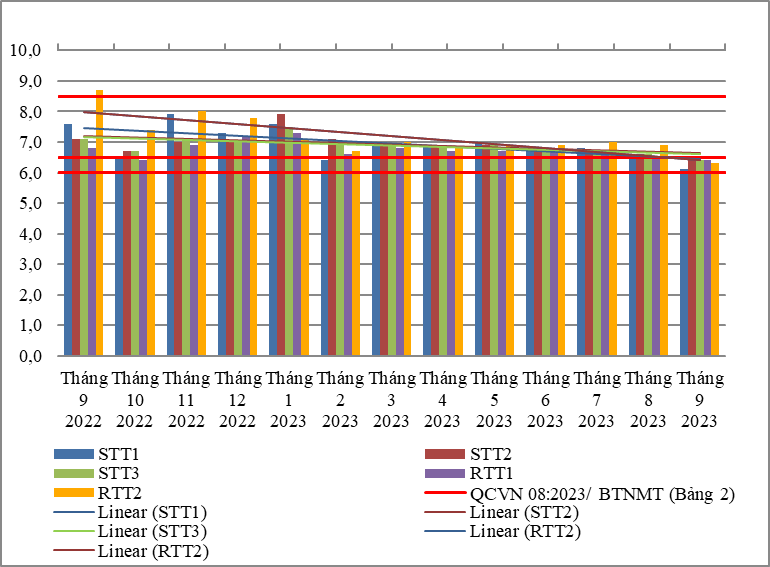 10,0
9,0
8,0
7,0
6,0
5,0
4,0
3,0
2,0
1,0
0,0
Tháng Tháng Tháng Tháng Tháng Tháng Tháng Tháng Tháng Tháng Tháng Tháng Tháng
9 10 11 12 1 2 3 4 5 6 7 8 9
2022 2022 2022 2022 2023 2023 2023 2023 2023 2023 2023 2023 2023
STT1 STT2
STT3 RTT1
RTT2 QCVN 08:2023/ BTNMT (Bảng 2)
Linear (STT1) Linear (STT2)
Linear (STT3) Linear (RTT2)
Linear (RTT2)